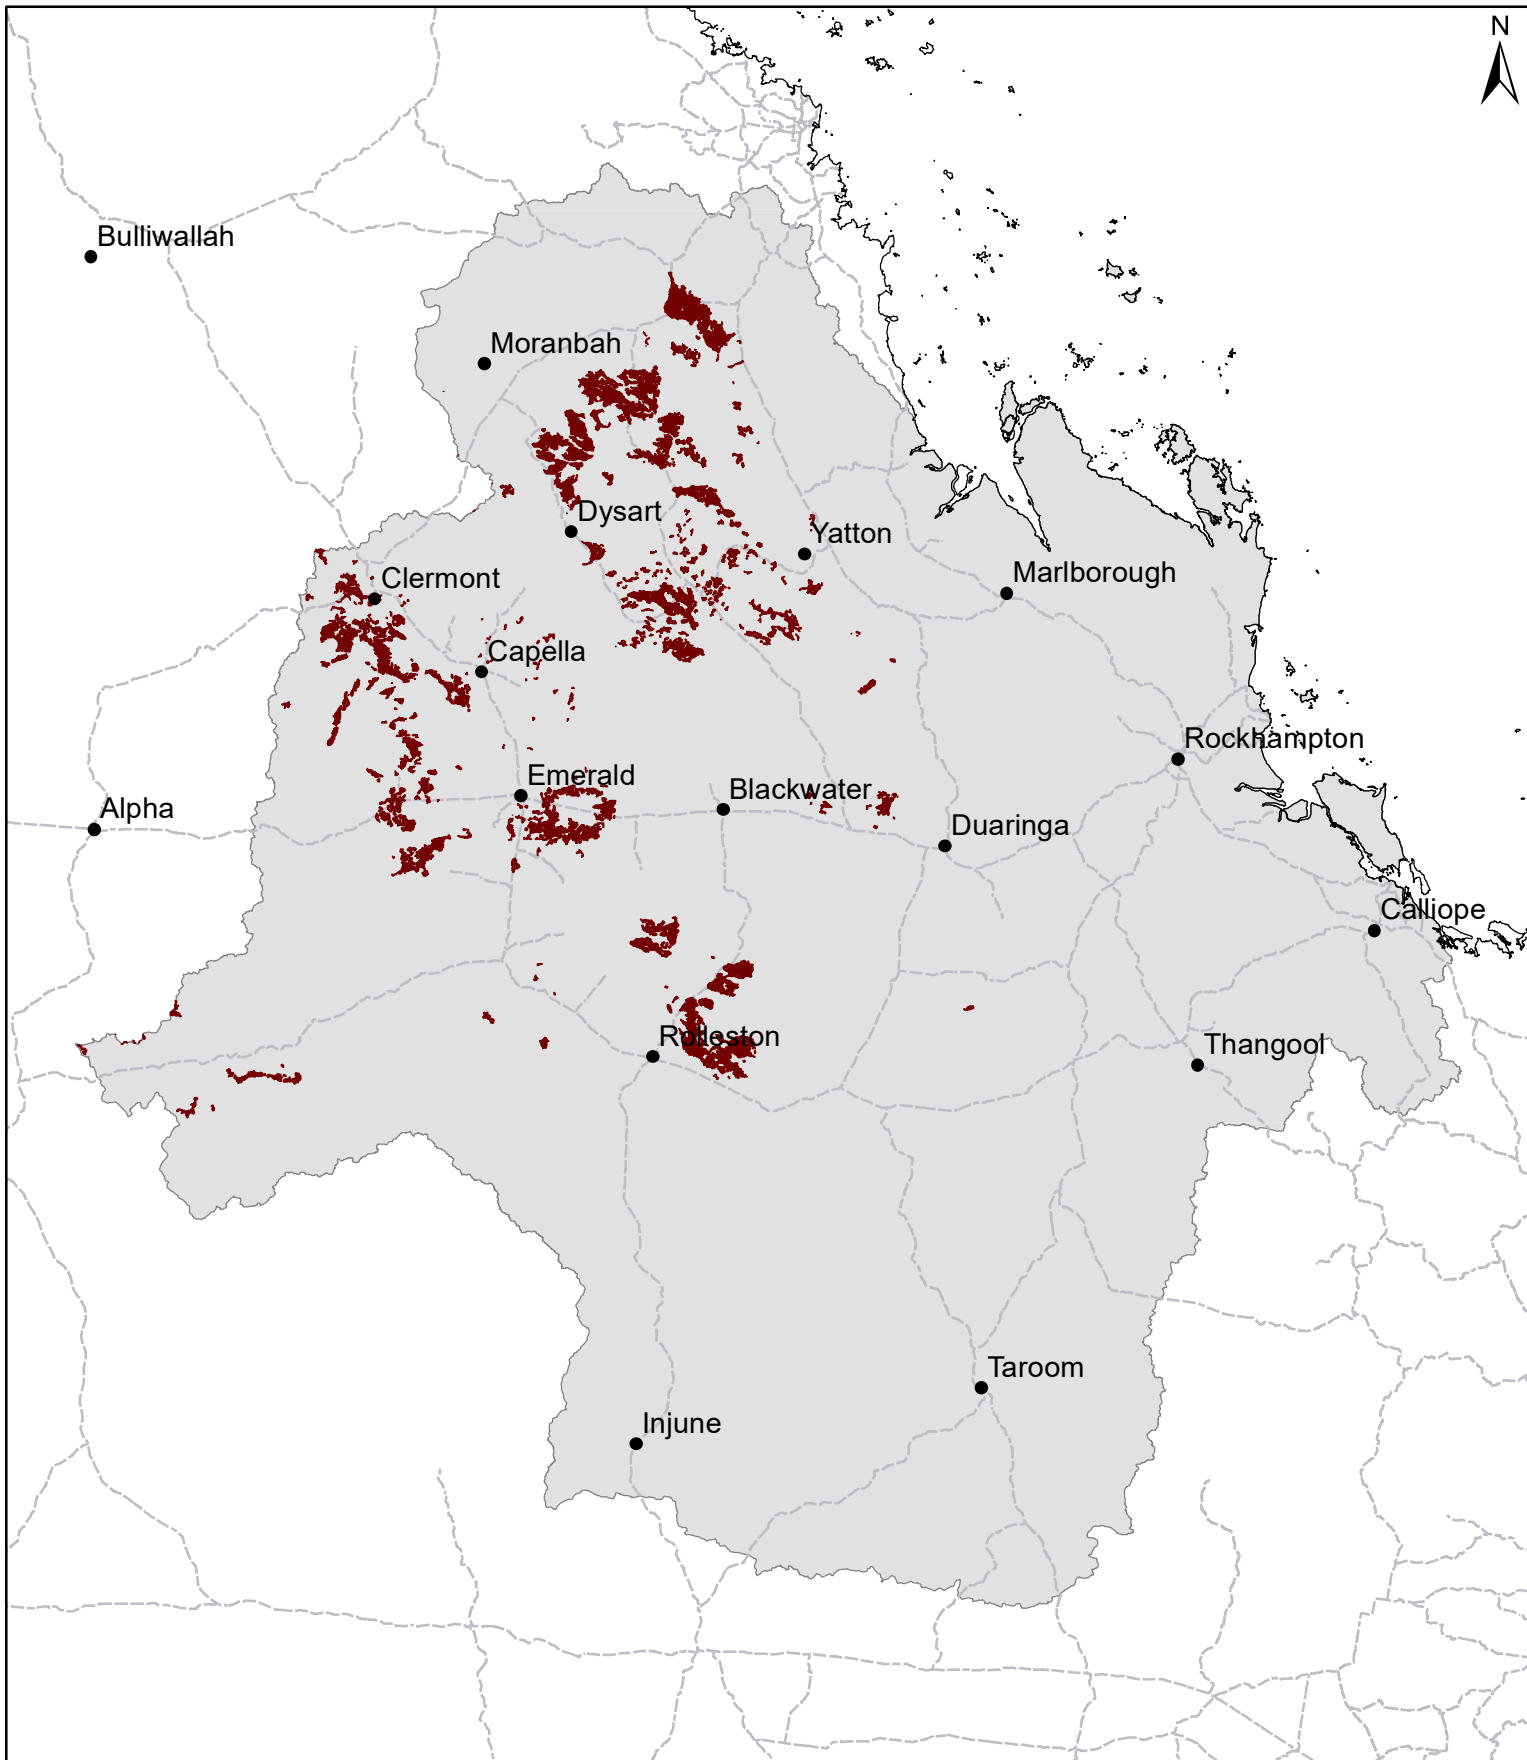 N
Bulliwallah
Moranbah
Dysart
Yatton
Clermont
Marlborough
Capella
Rockhampton
Emerald
Blackwater
Alpha
Duaringa
Calliope
Rolleston
Thangool
Taroom
Injune